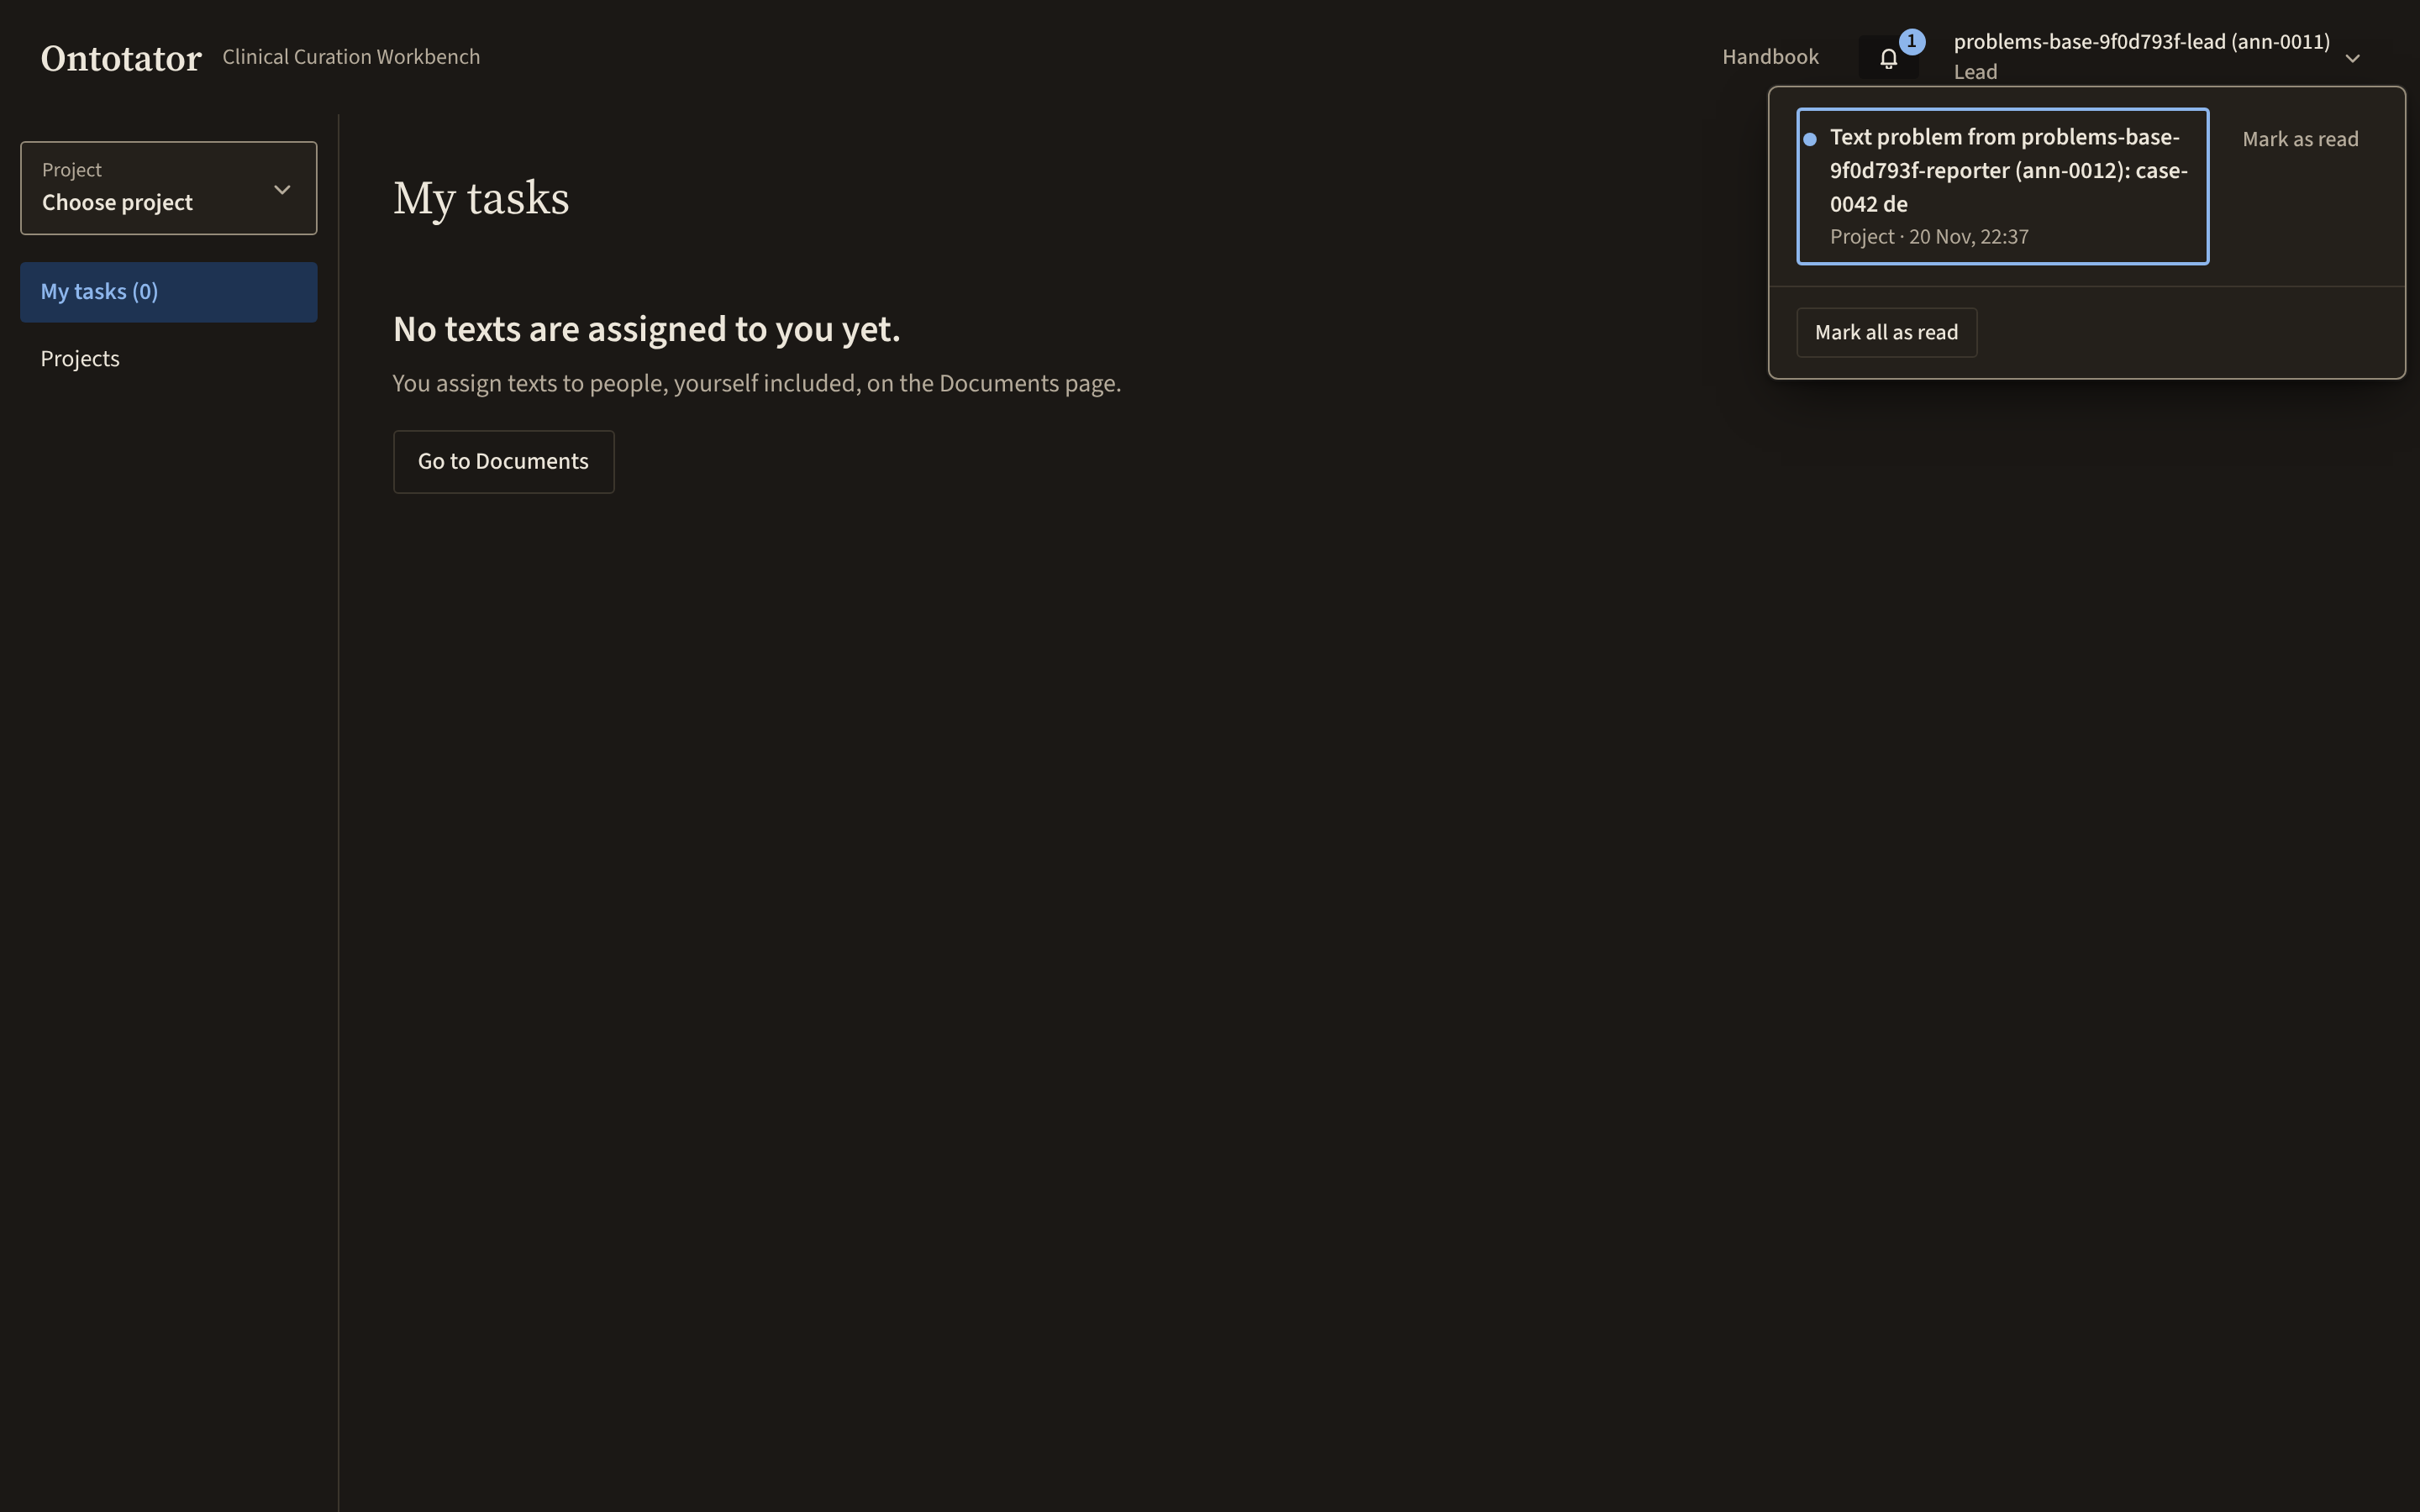 Ontotator
Clinical Curation Workbench
Handbook
1
problems-base-9f0d793f-lead (ann-0011)
Lead
Project
Choose project
My tasks (0)
Projects
My tasks
No texts are assigned to you yet.
You assign texts to people, yourself included, on the Documents page.
Go to Documents
Text problem from problems-base-
9f0d793f-reporter (ann-0012): case-
0042 de
Project · 20 Nov, 22:37
Mark as read
Mark all as read